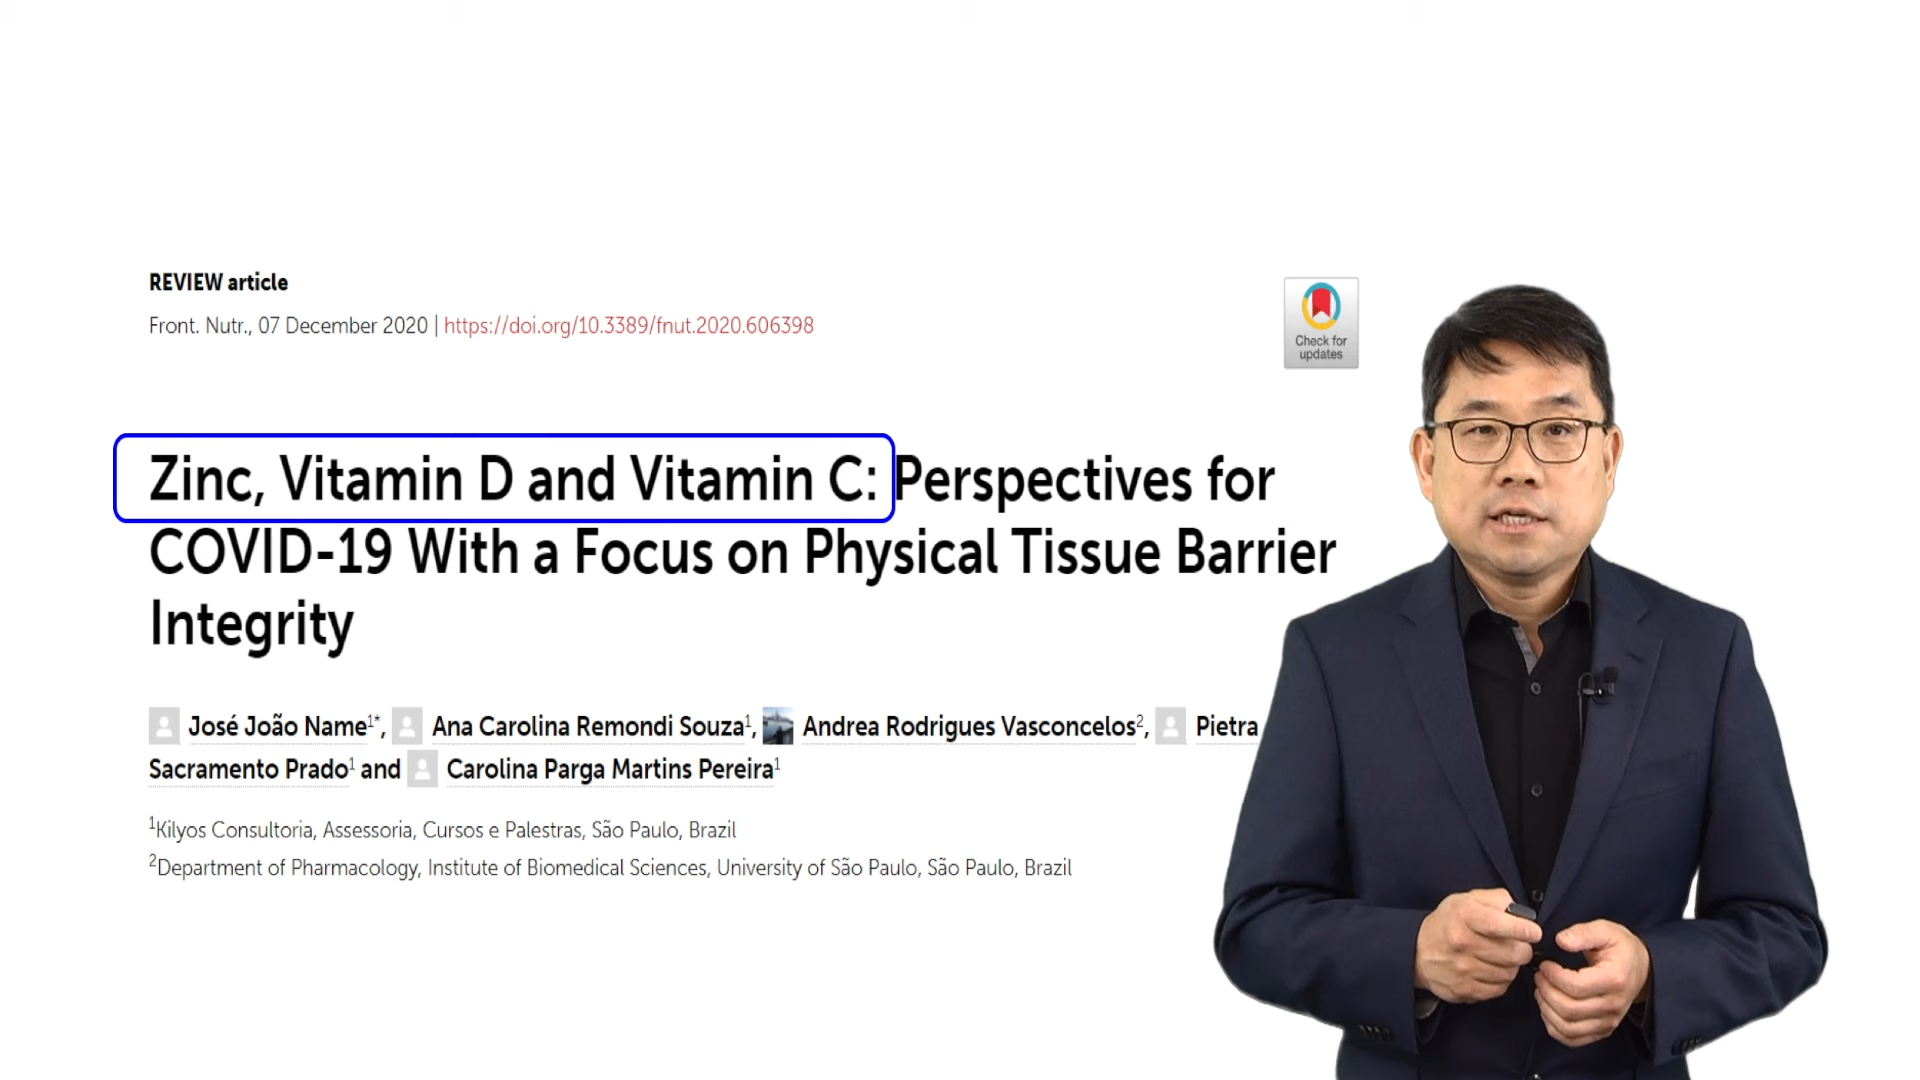 REVIEW article
Front. Nutr., 07 December 2020 | https://doi.org/10.3389/fnut.2020.606398
Check for
updates
Zinc, Vitamin D and Vitamin C: Perspectives for
COVID-19 With a Focus on Physical Tissue Barrier
Integrity
José João Name1*, Ana Carolina Remondi Souza1, Andrea Rodrigues Vasconcelos2, Pietra
Sacramento Prado1 and Carolina Parga Martins Pereira1
1Kilyos Consultoria, Assessoria, Cursos e Palestras, São Paulo, Brazil
2Department of Pharmacology, Institute of Biomedical Sciences, University of São Paulo, São Paulo, Brazil